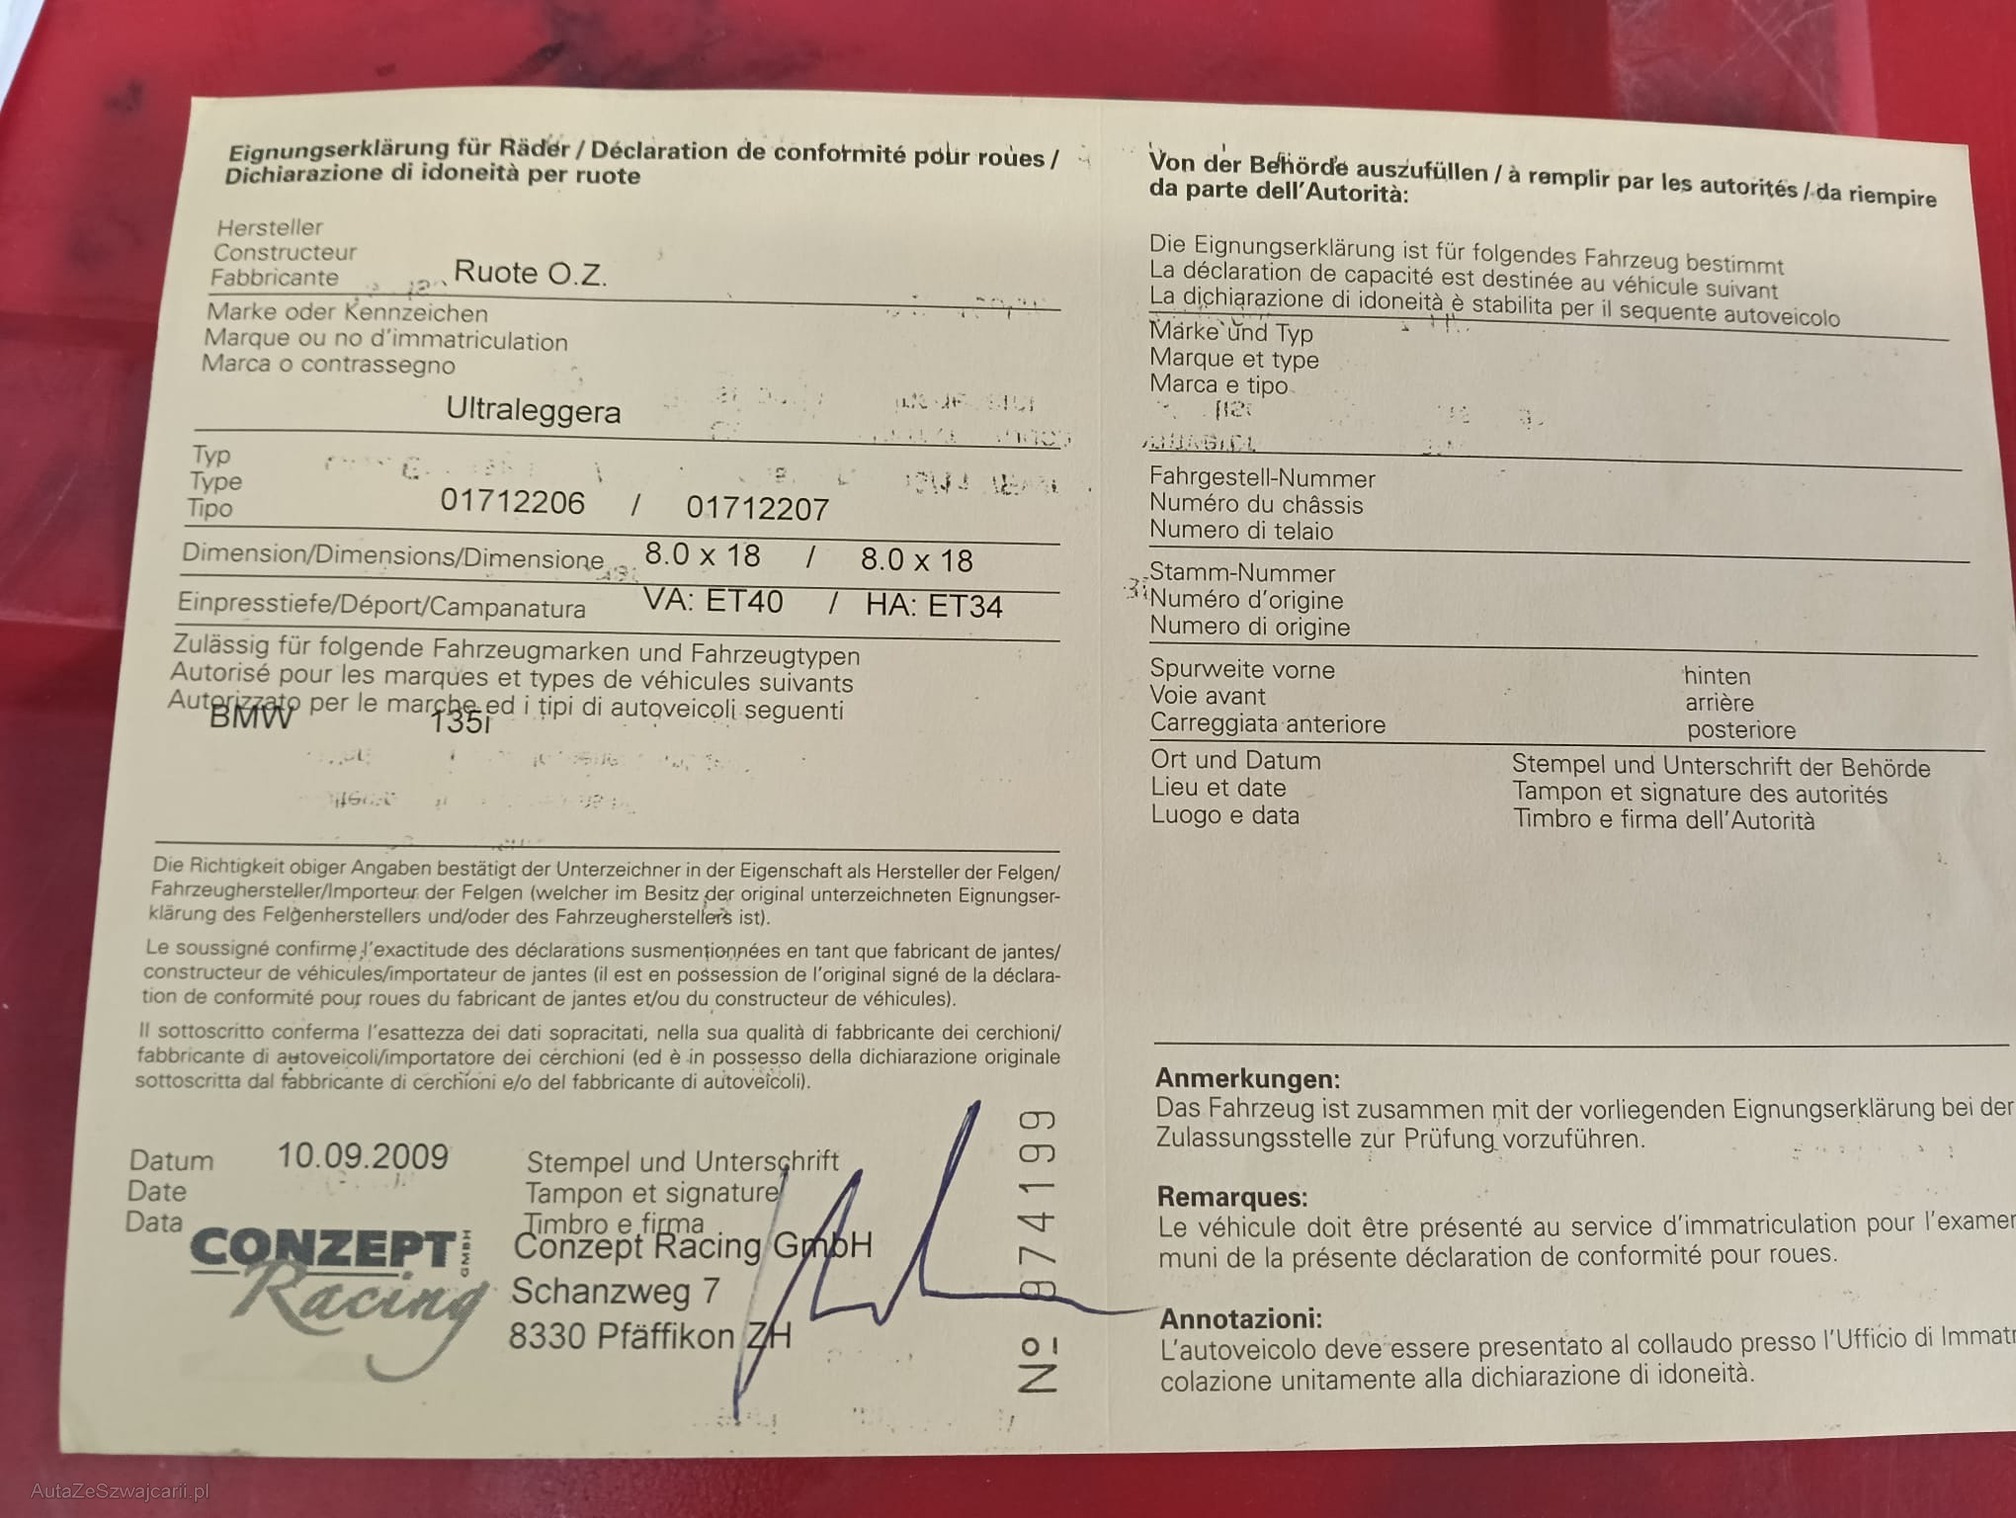 Eignungserklärung für Räder / Déclaration de conformité pour roues /
Dichiarazione di idoneità per ruote
Hersteller
Constructeur
Fabbricante
Ruote O.Z.
Marke oder Kennzeichen
Marque ou no d'immatriculation
Marca o contrassegno
Ultraleggera
Typ
Type
Tipo
01712206 / 01712207
Dimension/Dimensions/Dimensione 8.0 x 18 / 8.0 x 18
Einpresstiefe/Déport/Campanatura VA: ET40 / HA: ET34
Zulässig für folgende Fahrzeugmarken und Fahrzeugtypen
Autorisé pour les marques et types de véhicules suivants
Autorizzato per le marche ed i tipi di autoveicoli seguenti
BMW 135i
Die Richtigkeit obiger Angaben bestätigt der Unterzeichner in der Eigenschaft als Hersteller der Felgen/
Fahrzeughersteller/Importeur der Felgen (welcher im Besitz der original unterzeichneten Eignungser-
klärung des Felgenherstellers und/oder des Fahrzeugherstellers ist).
Le soussigné confirme l'exactitude des déclarations susmentionnées en tant que fabricant de jantes/
constructeur de véhicules/importateur de jantes (il est en possession de l'original signé de la déclara-
tion de conformité pour roues du fabricant de jantes et/ou du constructeur de véhicules).
Il sottoscritto conferma l'esattezza dei dati sopracitati, nella sua qualità di fabbricante dei cerchioni/
fabbricante di autoveicoli/importatore dei cerchioni (ed è in possesso della dichiarazione originale
sottoscritta dal fabbricante di cerchioni e/o del fabbricante di autoveicoli).
Datum
Date
Data
10.09.2009
Stempel und Unterschrift
Tampon et signature
Timbro e firma
CONZEPT GMBH
Racing
Conzept Racing GmbH
Schanzweg 7
8330 Pfäffikon ZH
No 974199
Von der Behörde auszufüllen / à remplir par les autorités / da riempire
da parte dell'Autorità:
Die Eignungserklärung ist für folgendes Fahrzeug bestimmt
La déclaration de capacité est destinée au véhicule suivant
La dichiarazione di idoneità è stabilita per il sequente autoveicolo
Marke und Typ
Marque et type
Marca e tipo
Fahrgestell-Nummer
Numéro du châssis
Numero di telaio
Stamm-Nummer
Numéro d'origine
Numero di origine
Spurweite vorne hinten
Voie avant arrière
Carreggiata anteriore posteriore
Ort und Datum Stempel und Unterschrift der Behörde
Lieu et date Tampon et signature des autorités
Luogo e data Timbro e firma dell'Autorità
Anmerkungen:
Das Fahrzeug ist zusammen mit der vorliegenden Eignungserklärung bei der
Zulassungsstelle zur Prüfung vorzuführen.
Remarques:
Le véhicule doit être présenté au service d'immatriculation pour l'examen
muni de la présente déclaration de conformité pour roues.
Annotazioni:
L'autoveicolo deve essere presentato al collaudo presso l'Ufficio di Immat
colazione unitamente alla dichiarazione di idoneità.
AutaZeSzwajcarii.pl